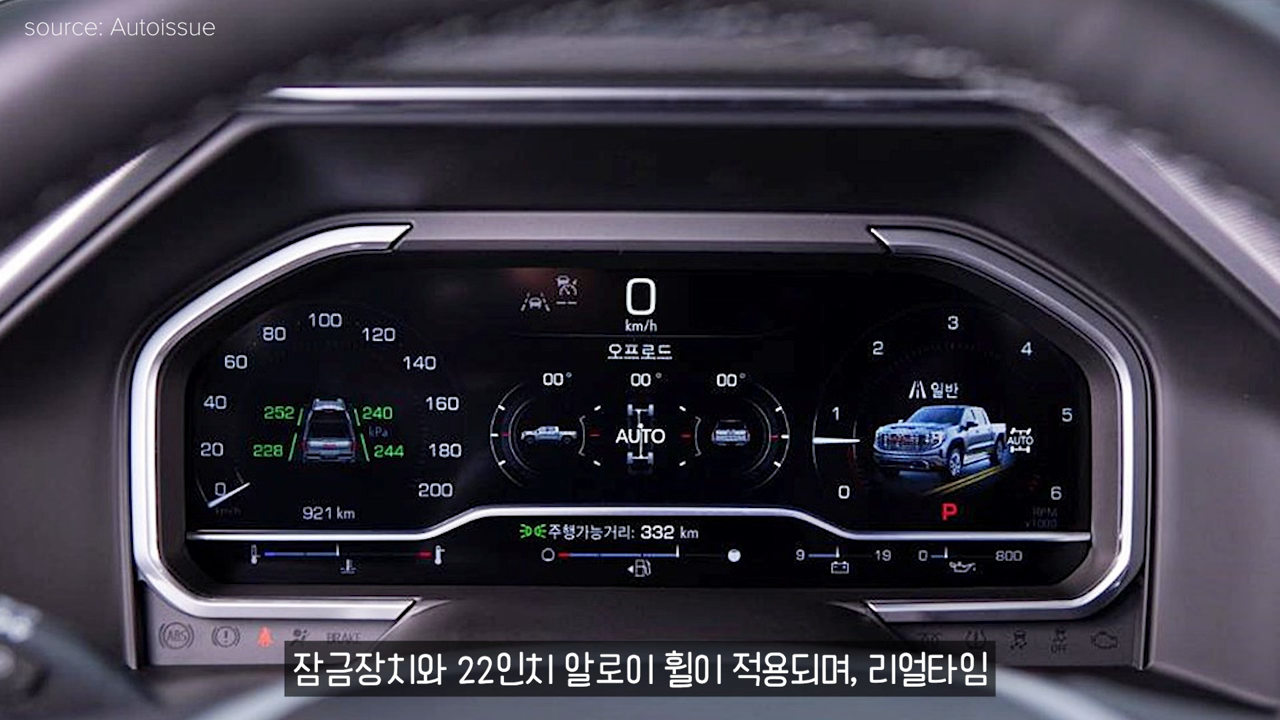 source: Autoissue
0
km/h
오프로드
80 100 120
60 140
40 160
20 180
0 200
km/h
252 240
kPa
228 244
921 km
00° 00° 00°
AUTO
0 1 2 3 4 5 6
일반
AUTO
P
RPM
x1000
주행가능거리: 332 km
9 19 0 800
ABS
BRAKE
OFF
잠금장치와 22인치 알로이 휠이 적용되며, 리얼타임